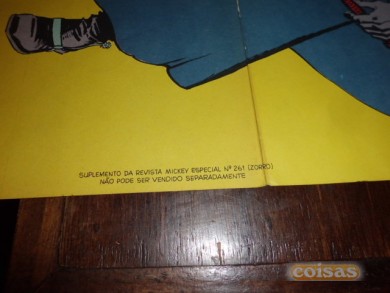 SUPLEMENTO DA REVISTA MICKEY ESPECIAL Nº 261 (ZORRO)
NÃO PODE SER VENDIDO SEPARADAMENTE
coisas